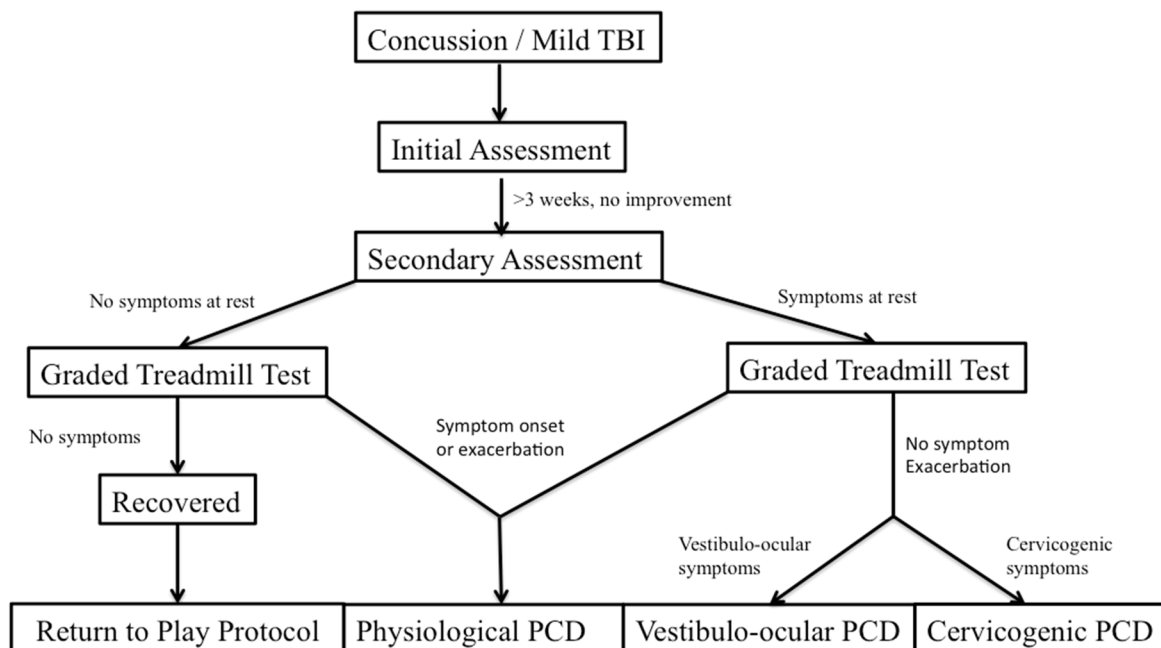 Concussion / Mild TBI
Initial Assessment
>3 weeks, no improvement
Secondary Assessment
No symptoms at rest
Symptoms at rest
Graded Treadmill Test
Graded Treadmill Test
No symptoms
Symptom onset
or exacerbation
No symptom
Exacerbation
Recovered
Vestibulo-ocular
symptoms
Cervicogenic
symptoms
Return to Play Protocol
Physiological PCD
Vestibulo-ocular PCD
Cervicogenic PCD